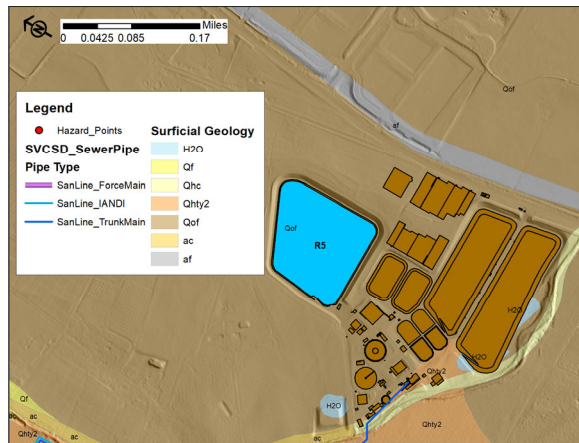 N
Miles
0 0.0425 0.085 0.17
Qof
af
Legend
Hazard_Points
SVCSD_SewerPipe
Pipe Type
SanLine_ForceMain
SanLine_IANDI
SanLine_TrunkMain
Surficial Geology
H2O
Qf
Qhc
Qhty2
Qof
ac
af
Qof
R5
H2O
H2O
Qhty2
H2O
Qhty2
Qf
ac
ac
ac
Qhty2
ac